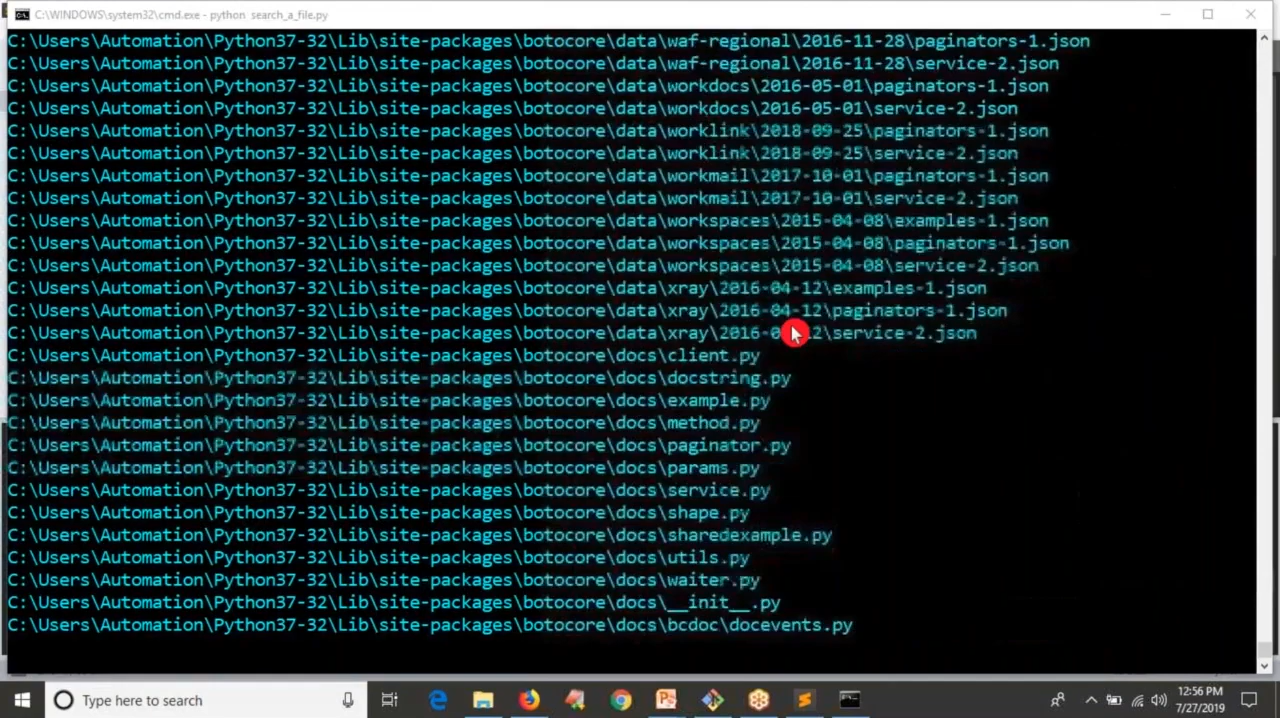 C:\WINDOWS\system32\cmd.exe - python search_a_file.py
C:\Users\Automation\Python37-32\Lib\site-packages\botocore\data\waf-regional\2016-11-28\paginators-1.json
C:\Users\Automation\Python37-32\Lib\site-packages\botocore\data\waf-regional\2016-11-28\service-2.json
C:\Users\Automation\Python37-32\Lib\site-packages\botocore\data\workdocs\2016-05-01\paginators-1.json
C:\Users\Automation\Python37-32\Lib\site-packages\botocore\data\workdocs\2016-05-01\service-2.json
C:\Users\Automation\Python37-32\Lib\site-packages\botocore\data\worklink\2018-09-25\paginators-1.json
C:\Users\Automation\Python37-32\Lib\site-packages\botocore\data\worklink\2018-09-25\service-2.json
C:\Users\Automation\Python37-32\Lib\site-packages\botocore\data\workmail\2017-10-01\paginators-1.json
C:\Users\Automation\Python37-32\Lib\site-packages\botocore\data\workmail\2017-10-01\service-2.json
C:\Users\Automation\Python37-32\Lib\site-packages\botocore\data\workspaces\2015-04-08\examples-1.json
C:\Users\Automation\Python37-32\Lib\site-packages\botocore\data\workspaces\2015-04-08\paginators-1.json
C:\Users\Automation\Python37-32\Lib\site-packages\botocore\data\workspaces\2015-04-08\service-2.json
C:\Users\Automation\Python37-32\Lib\site-packages\botocore\data\xray\2016-04-12\examples-1.json
C:\Users\Automation\Python37-32\Lib\site-packages\botocore\data\xray\2016-04-12\paginators-1.json
C:\Users\Automation\Python37-32\Lib\site-packages\botocore\data\xray\2016-04-12\service-2.json
C:\Users\Automation\Python37-32\Lib\site-packages\botocore\docs\client.py
C:\Users\Automation\Python37-32\Lib\site-packages\botocore\docs\docstring.py
C:\Users\Automation\Python37-32\Lib\site-packages\botocore\docs\example.py
C:\Users\Automation\Python37-32\Lib\site-packages\botocore\docs\method.py
C:\Users\Automation\Python37-32\Lib\site-packages\botocore\docs\paginator.py
C:\Users\Automation\Python37-32\Lib\site-packages\botocore\docs\params.py
C:\Users\Automation\Python37-32\Lib\site-packages\botocore\docs\service.py
C:\Users\Automation\Python37-32\Lib\site-packages\botocore\docs\shape.py
C:\Users\Automation\Python37-32\Lib\site-packages\botocore\docs\sharedexample.py
C:\Users\Automation\Python37-32\Lib\site-packages\botocore\docs\utils.py
C:\Users\Automation\Python37-32\Lib\site-packages\botocore\docs\waiter.py
C:\Users\Automation\Python37-32\Lib\site-packages\botocore\docs\__init__.py
C:\Users\Automation\Python37-32\Lib\site-packages\botocore\docs\bcdoc\docevents.py
Type here to search
12:56 PM
7/27/2019